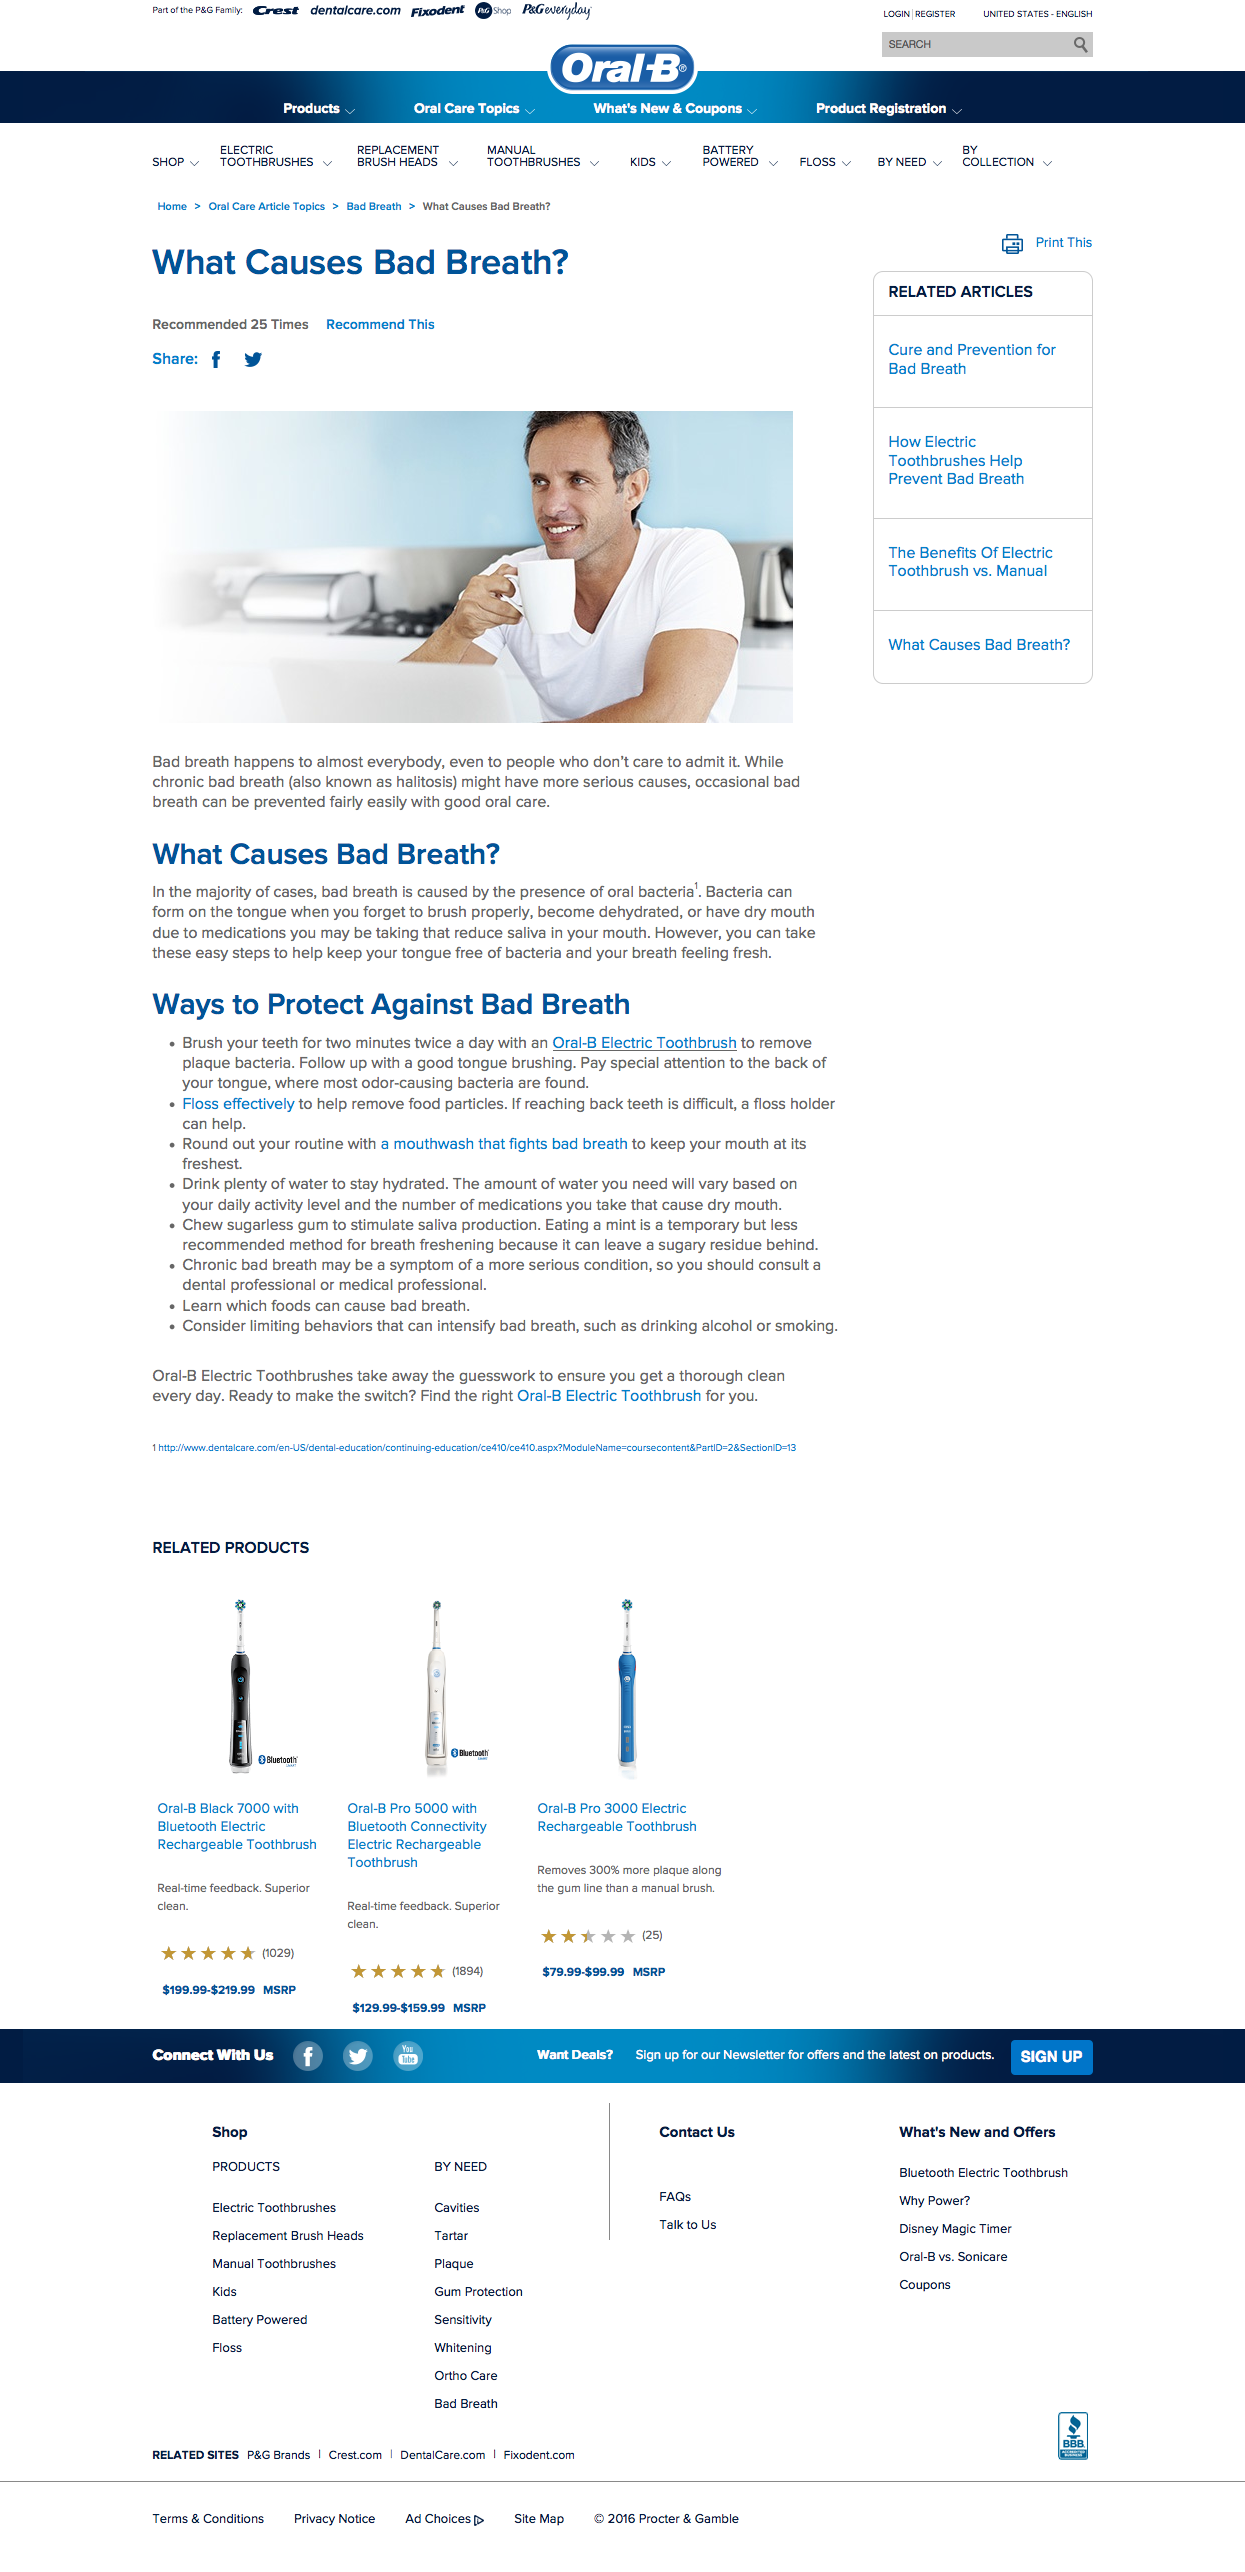 Part of the P&G Family: Crest dentalcare.com Fixodent P&G Shop P&G everyday
LOGIN | REGISTER UNITED STATES - ENGLISH
SEARCH
Oral-B®
Products Oral Care Topics What's New & Coupons Product Registration
SHOP ELECTRIC TOOTHBRUSHES REPLACEMENT BRUSH HEADS MANUAL TOOTHBRUSHES KIDS BATTERY POWERED FLOSS BY NEED BY COLLECTION
Home > Oral Care Article Topics > Bad Breath > What Causes Bad Breath?
What Causes Bad Breath?
Print This
Recommended 25 Times Recommend This
Share:
RELATED ARTICLES
Cure and Prevention for
Bad Breath
How Electric
Toothbrushes Help
Prevent Bad Breath
The Benefits Of Electric
Toothbrush vs. Manual
What Causes Bad Breath?
Bad breath happens to almost everybody, even to people who don't care to admit it. While
chronic bad breath (also known as halitosis) might have more serious causes, occasional bad
breath can be prevented fairly easily with good oral care.
What Causes Bad Breath?
In the majority of cases, bad breath is caused by the presence of oral bacteria1. Bacteria can
form on the tongue when you forget to brush properly, become dehydrated, or have dry mouth
due to medications you may be taking that reduce saliva in your mouth. However, you can take
these easy steps to help keep your tongue free of bacteria and your breath feeling fresh.
Ways to Protect Against Bad Breath
• Brush your teeth for two minutes twice a day with an Oral-B Electric Toothbrush to remove
plaque bacteria. Follow up with a good tongue brushing. Pay special attention to the back of
your tongue, where most odor-causing bacteria are found.
• Floss effectively to help remove food particles. If reaching back teeth is difficult, a floss holder
can help.
• Round out your routine with a mouthwash that fights bad breath to keep your mouth at its
freshest.
• Drink plenty of water to stay hydrated. The amount of water you need will vary based on
your daily activity level and the number of medications you take that cause dry mouth.
• Chew sugarless gum to stimulate saliva production. Eating a mint is a temporary but less
recommended method for breath freshening because it can leave a sugary residue behind.
• Chronic bad breath may be a symptom of a more serious condition, so you should consult a
dental professional or medical professional.
• Learn which foods can cause bad breath.
• Consider limiting behaviors that can intensify bad breath, such as drinking alcohol or smoking.
Oral-B Electric Toothbrushes take away the guesswork to ensure you get a thorough clean
every day. Ready to make the switch? Find the right Oral-B Electric Toothbrush for you.
1 http://www.dentalcare.com/en-US/dental-education/continuing-education/ce410/ce410.aspx?ModuleName=coursecontent&PartID=2&SectionID=13
RELATED PRODUCTS
Bluetooth SMART
Bluetooth SMART
Oral-B Black 7000 with
Bluetooth Electric
Rechargeable Toothbrush
Real-time feedback. Superior
clean.
(1029)
$199.99-$219.99 MSRP
Oral-B Pro 5000 with
Bluetooth Connectivity
Electric Rechargeable
Toothbrush
Real-time feedback. Superior
clean.
(1894)
$129.99-$159.99 MSRP
Oral-B Pro 3000 Electric
Rechargeable Toothbrush
Removes 300% more plaque along
the gum line than a manual brush.
(25)
$79.99-$99.99 MSRP
Connect With Us You Tube Want Deals? Sign up for our Newsletter for offers and the latest on products. SIGN UP
Shop
PRODUCTS
Electric Toothbrushes
Replacement Brush Heads
Manual Toothbrushes
Kids
Battery Powered
Floss
BY NEED
Cavities
Tartar
Plaque
Gum Protection
Sensitivity
Whitening
Ortho Care
Bad Breath
Contact Us
FAQs
Talk to Us
What's New and Offers
Bluetooth Electric Toothbrush
Why Power?
Disney Magic Timer
Oral-B vs. Sonicare
Coupons
BBB
RELATED SITES P&G Brands | Crest.com | DentalCare.com | Fixodent.com
Terms & Conditions Privacy Notice Ad Choices Site Map © 2016 Procter & Gamble